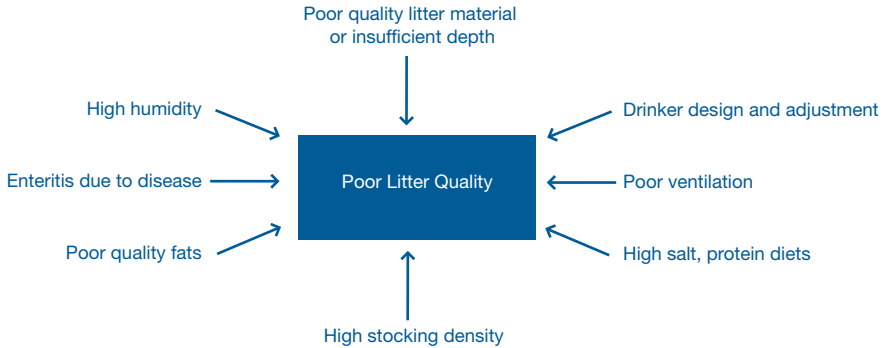 Poor quality litter material
or insufficient depth
High humidity
Drinker design and adjustment
Enteritis due to disease
Poor Litter Quality
Poor ventilation
Poor quality fats
High salt, protein diets
High stocking density